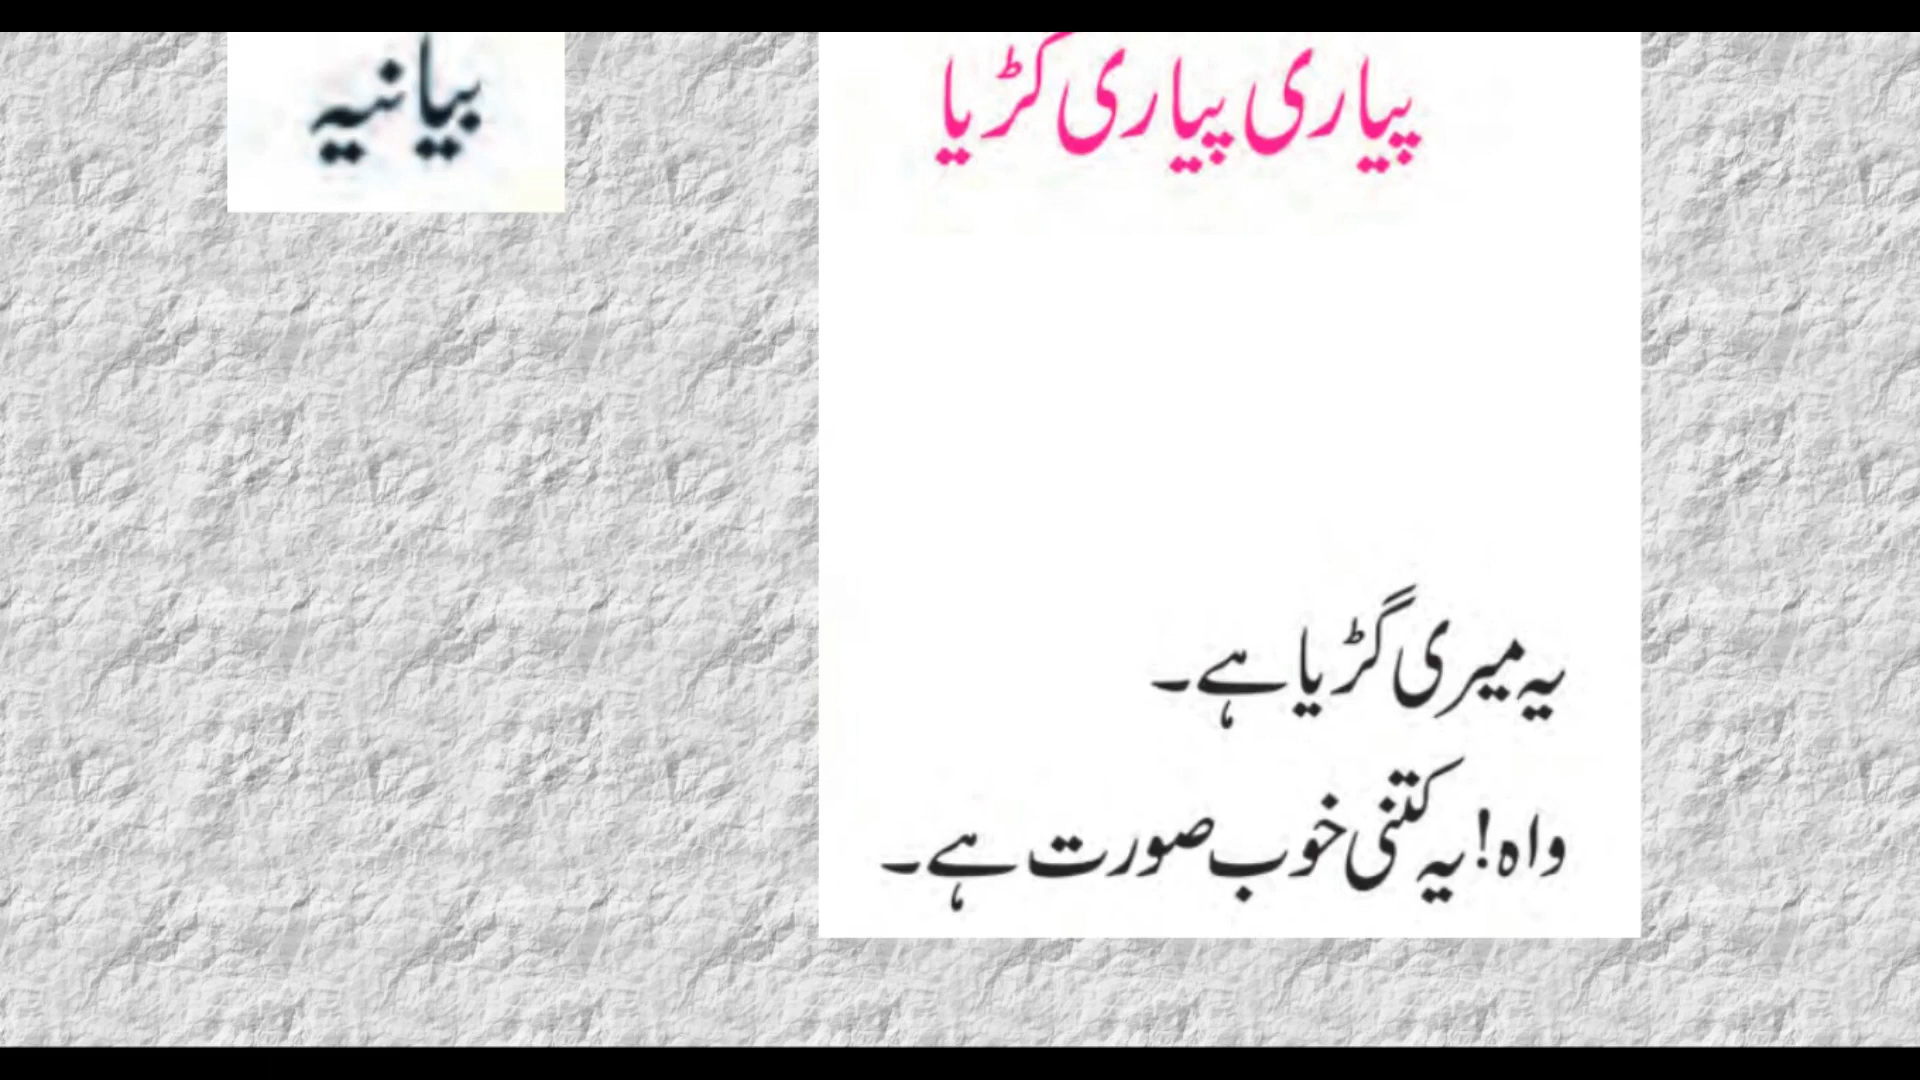 پیاری پیاری گڑیا
بیانیہ
یہ میری گڑیا ہے۔
واہ! یہ کتنی خوب صورت ہے۔